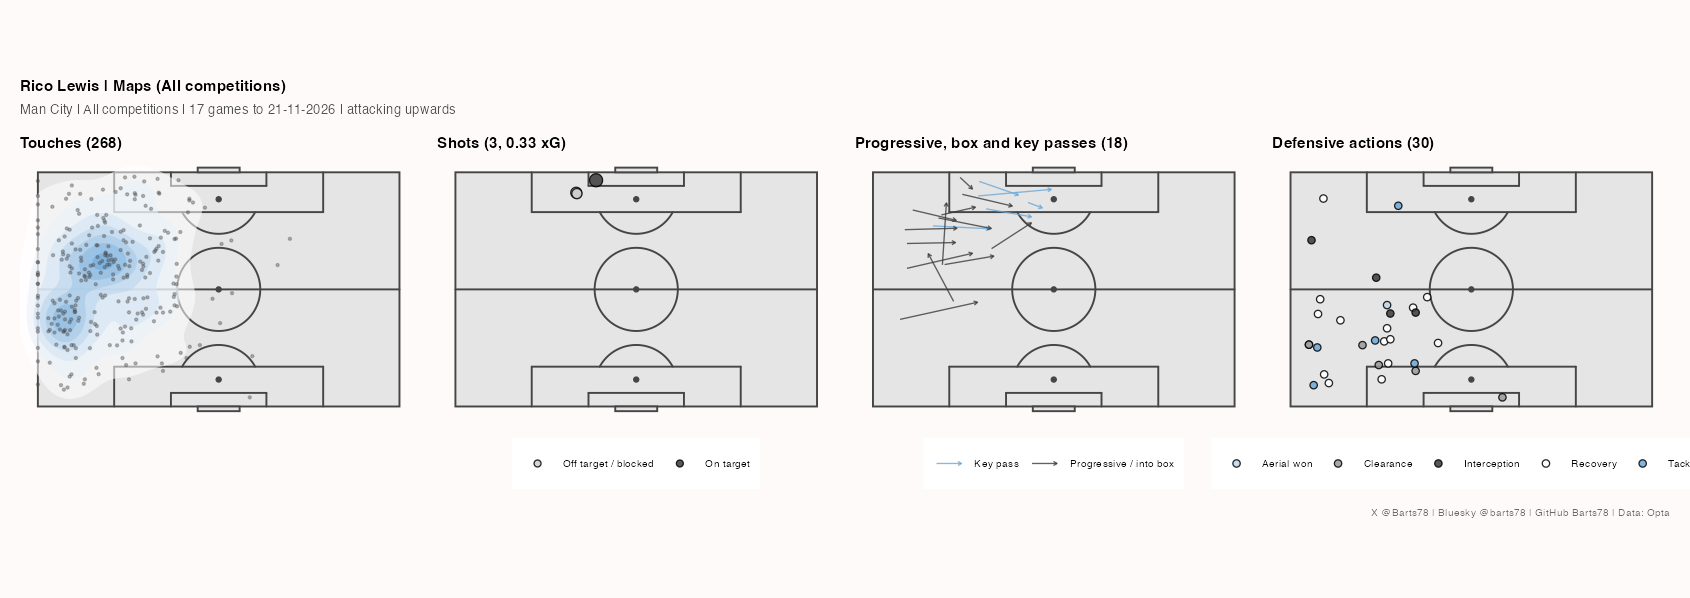 Rico Lewis | Maps (All competitions)
Man City | All competitions | 17 games to 21-11-2026 | attacking upwards
Touches (268)
Shots (3, 0.33 xG)
Progressive, box and key passes (18)
Defensive actions (30)
Off target / blocked
On target
Key pass
Progressive / into box
Aerial won
Clearance
Interception
Recovery
Tack
X @Barts78 | Bluesky @barts78 | GitHub Barts78 | Data: Opta